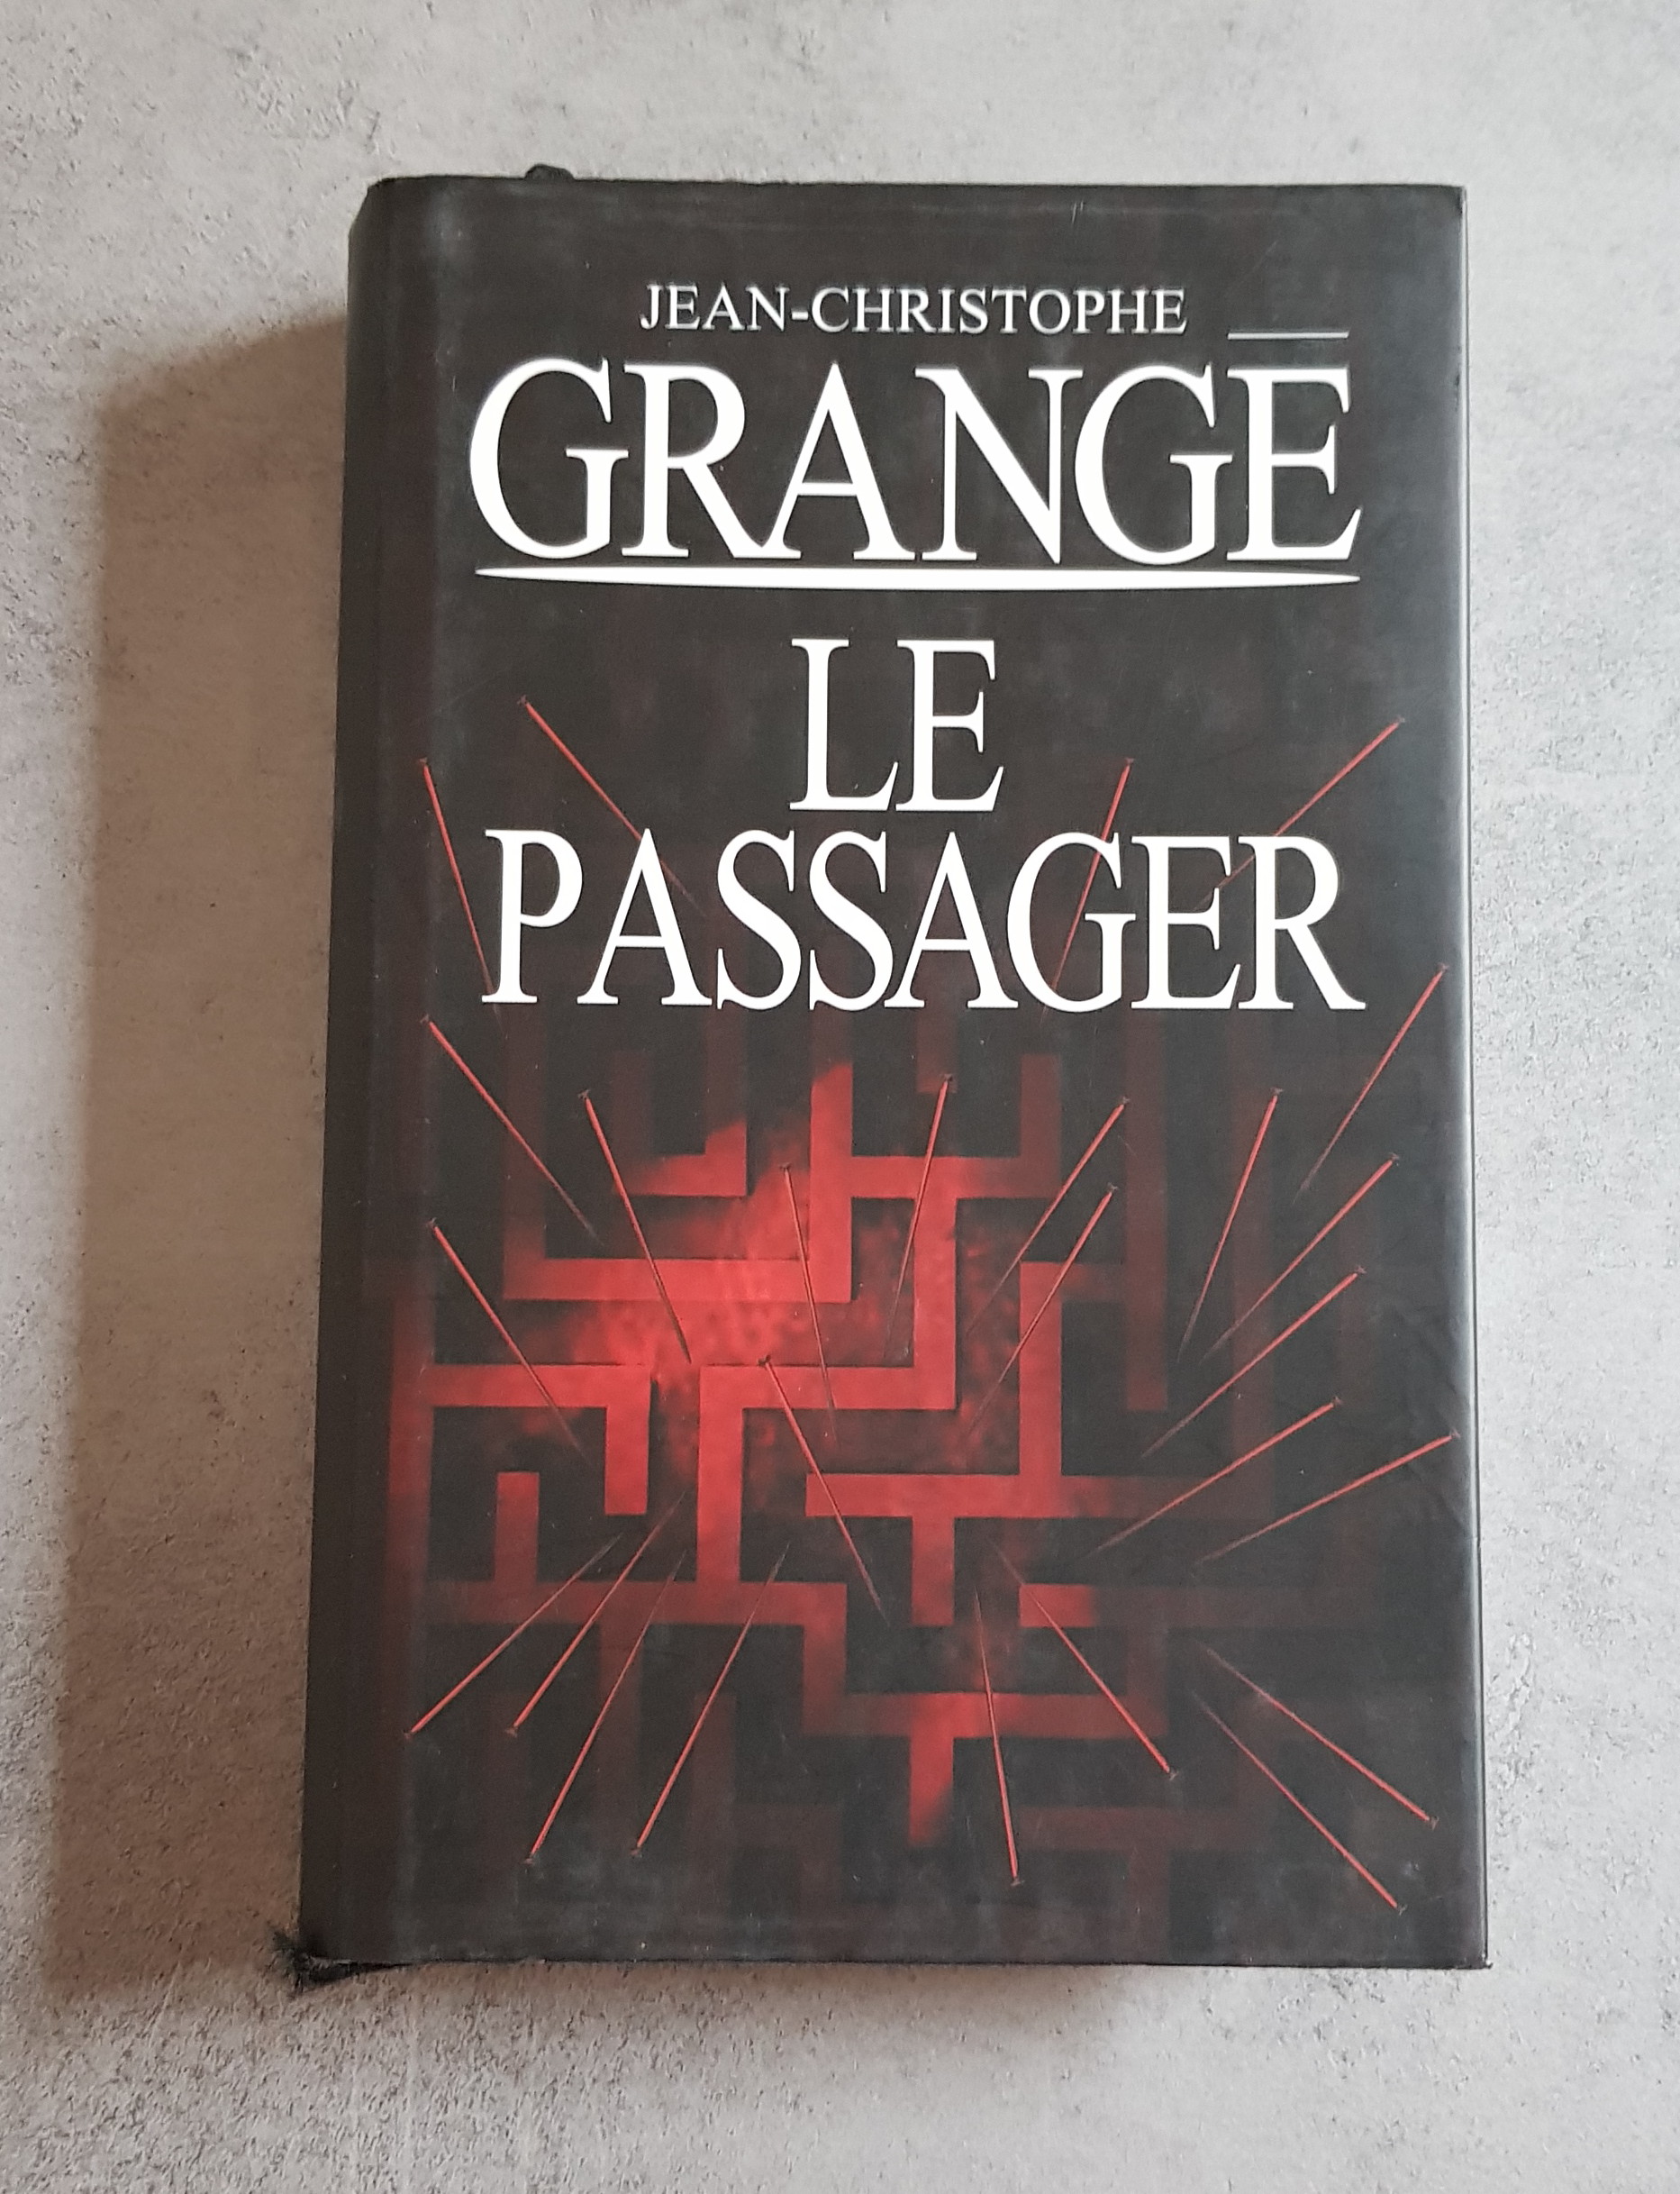 JEAN-CHRISTOPHE
GRANGÉ
LE
PASSAGER